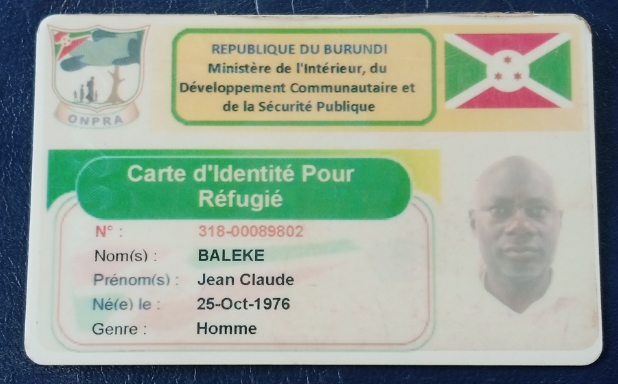 REPUBLIQUE DU BURUNDI
Ministère de l'Intérieur, du
Développement Communautaire et
de la Sécurité Publique
ONPRA
Carte d'Identité Pour
Réfugié
N° : 318-00089802
Nom(s) : BALEKE
Prénom(s) : Jean Claude
Né(e) le : 25-Oct-1976
Genre : Homme